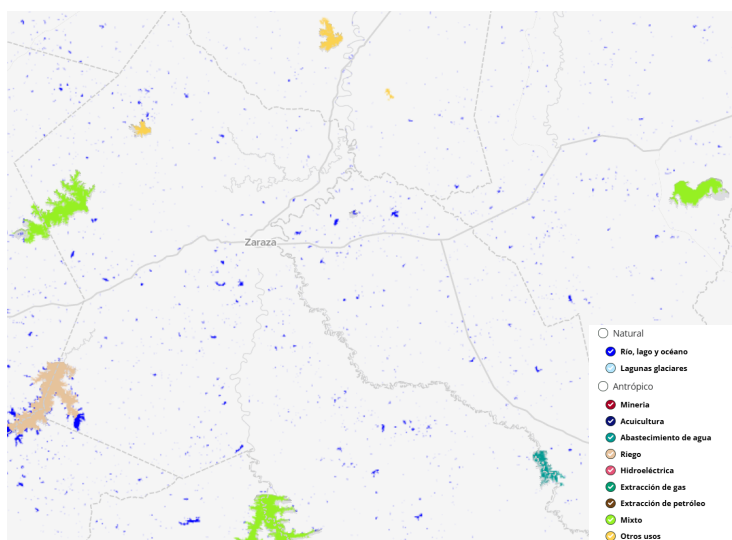 Zaraza
Natural
Río, lago y océano
Lagunas glaciares
Antrópico
Mineria
Acuicultura
Abastecimiento de agua
Riego
Hidroeléctrica
Extracción de gas
Extracción de petróleo
Mixto
Otros usos